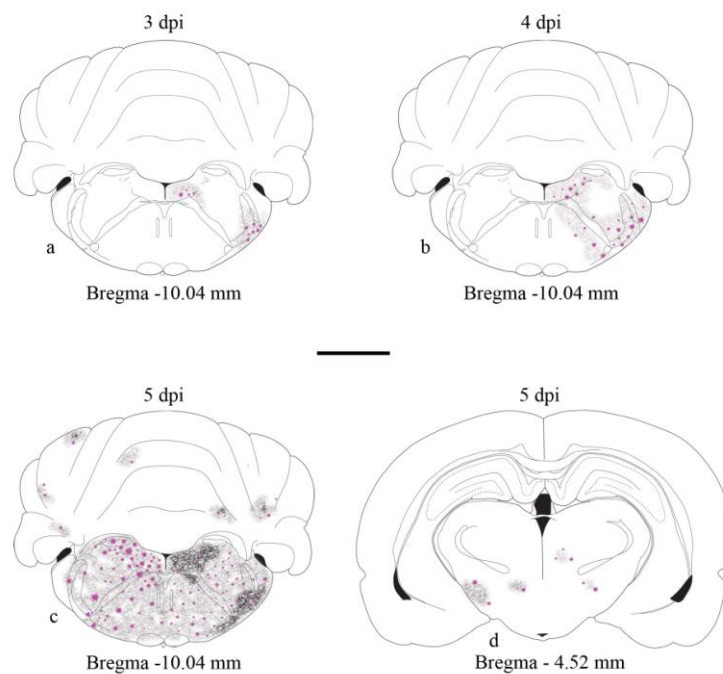 3 dpi
4 dpi
a
b
Bregma -10.04 mm
Bregma -10.04 mm
5 dpi
5 dpi
c
d
Bregma -10.04 mm
Bregma - 4.52 mm